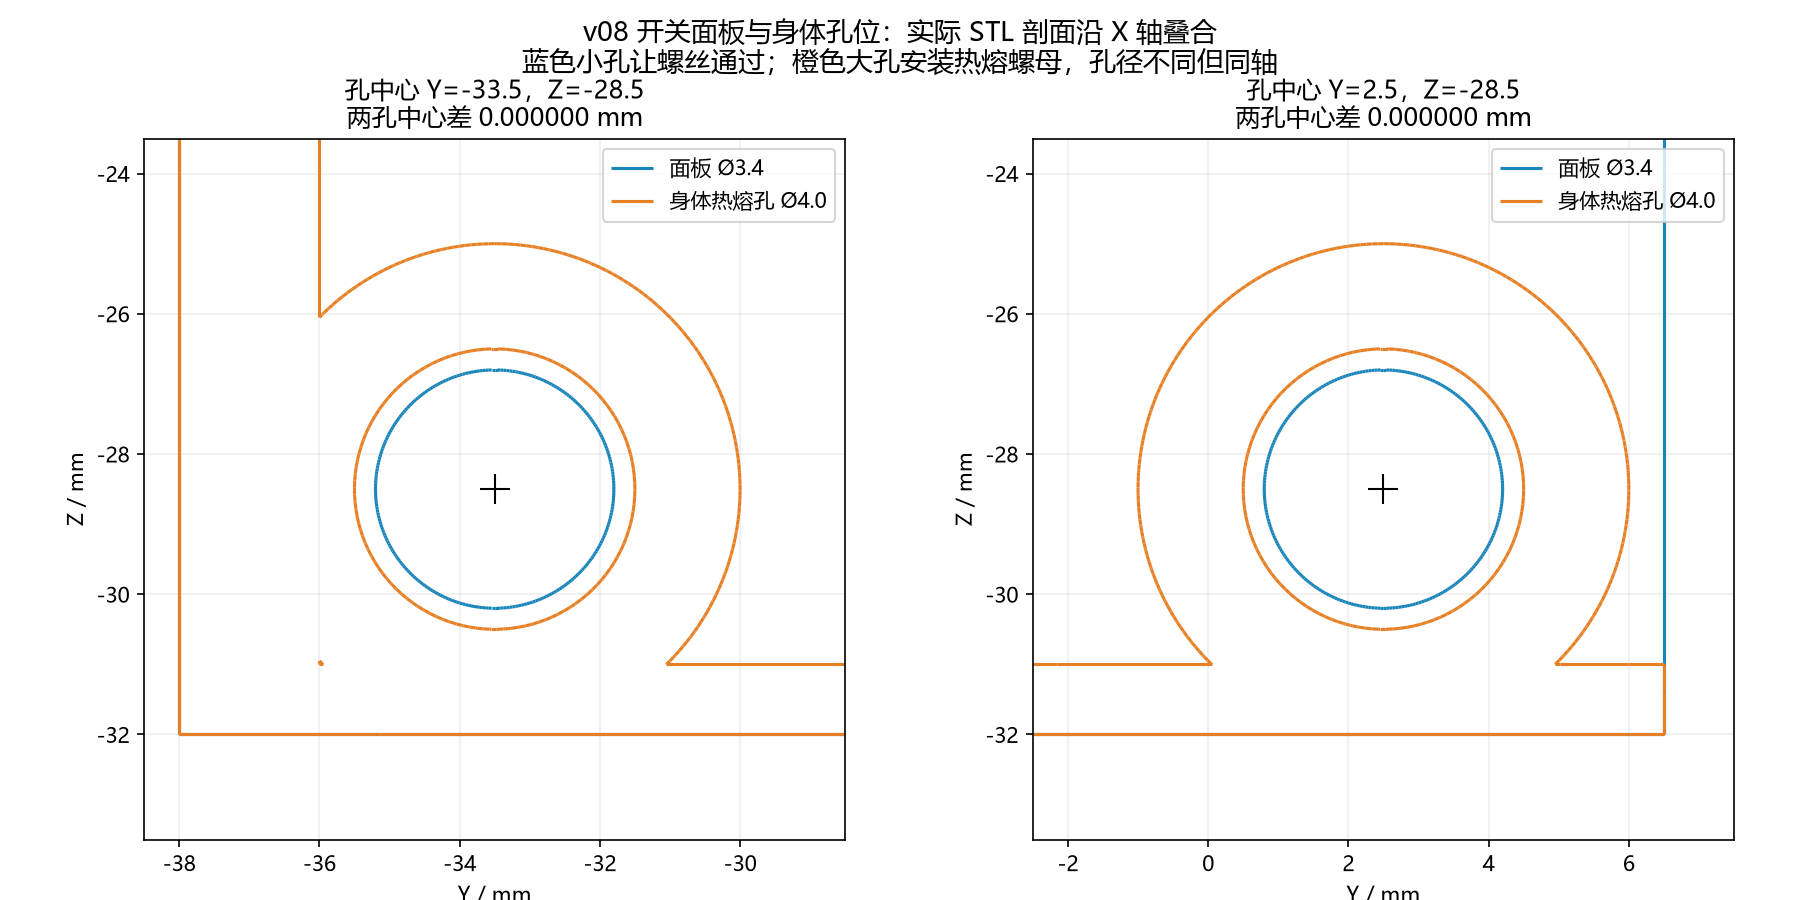 v08 开关面板与身体孔位：实际 STL 剖面沿 X 轴叠合
蓝色小孔让螺丝通过；橙色大孔安装热熔螺母，孔径不同但同轴
孔中心 Y=-33.5，Z=-28.5
两孔中心差 0.000000 mm
面板 Ø3.4
身体热熔孔 Ø4.0
-24
-26
-28
-30
-32
Z / mm
-38
-36
-34
-32
-30
Y / mm
孔中心 Y=2.5，Z=-28.5
两孔中心差 0.000000 mm
面板 Ø3.4
身体热熔孔 Ø4.0
-24
-26
-28
-30
-32
Z / mm
-2
0
2
4
6
Y / mm